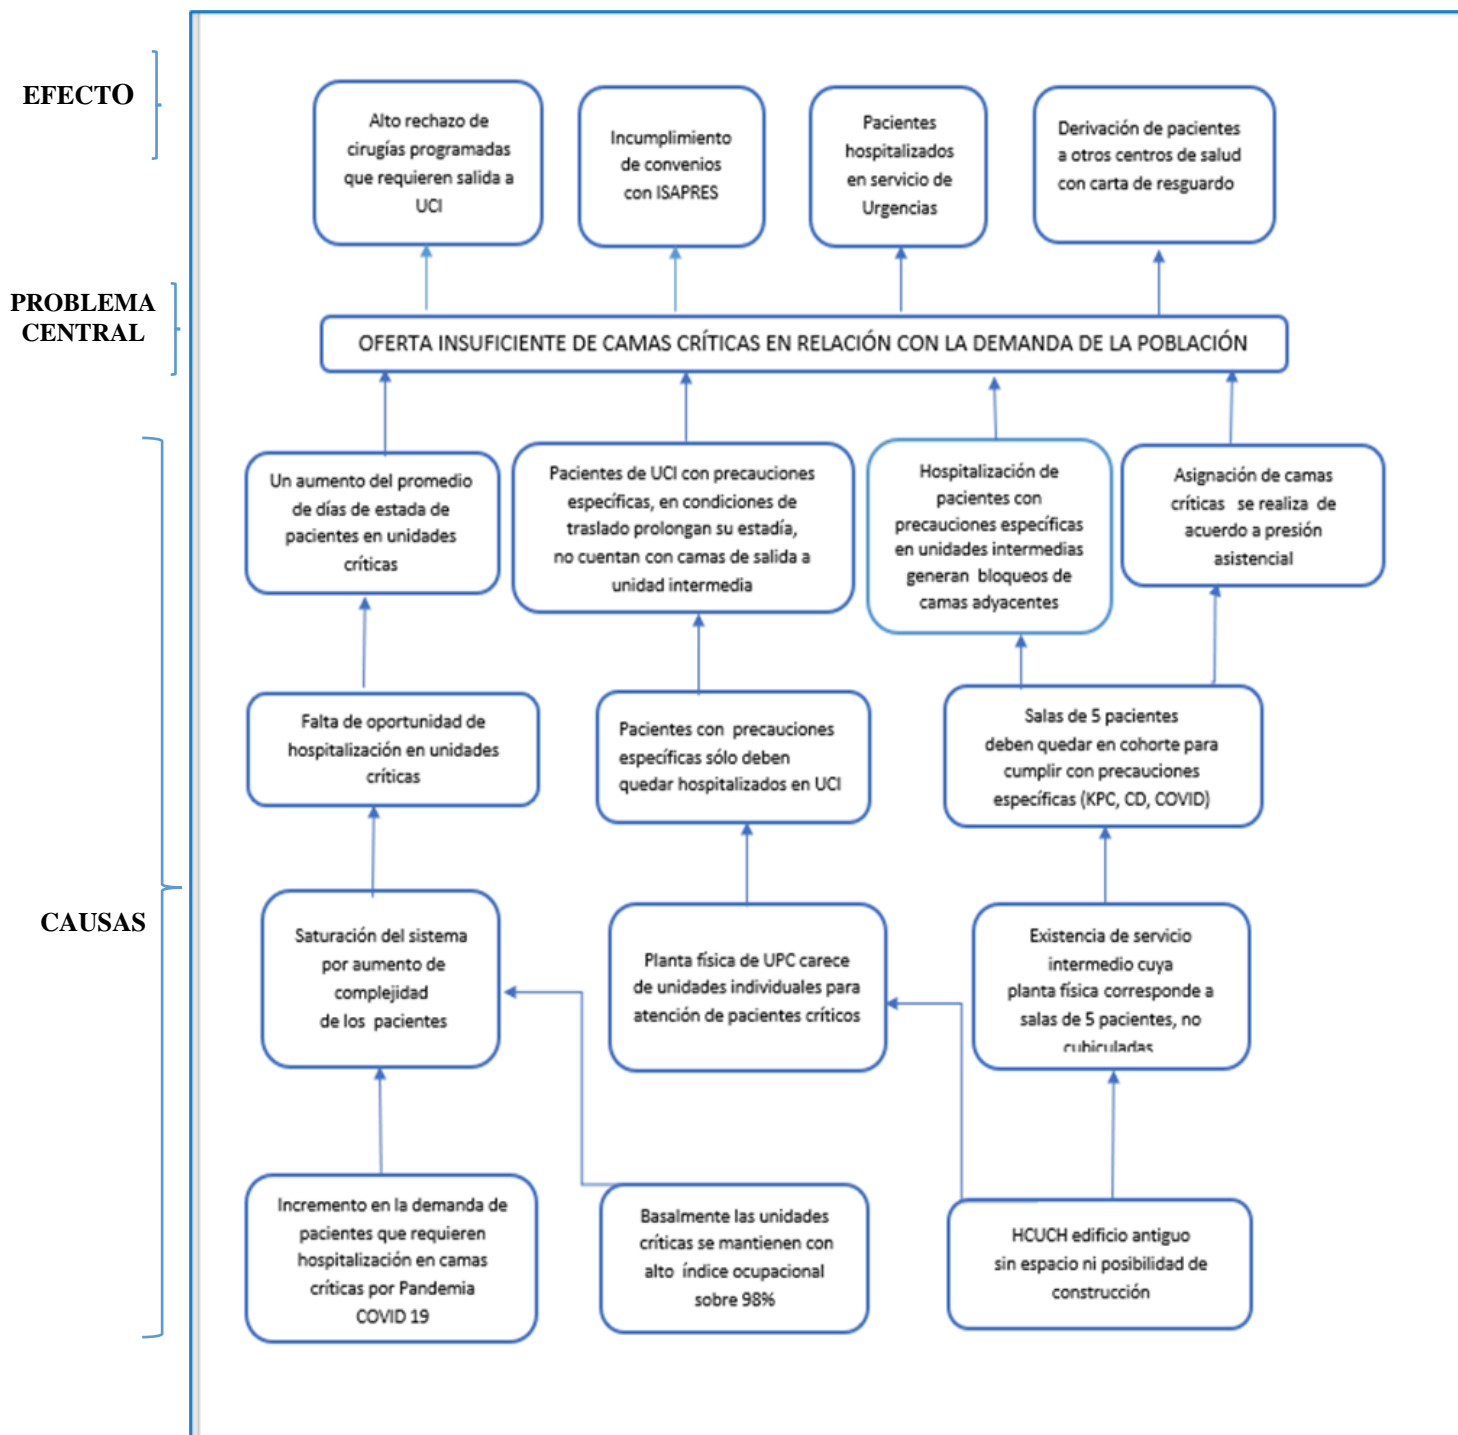 EFECTO
Alto rechazo de
cirugías programadas
que requieren salida a
UCI
Incumplimiento
de convenios
con ISAPRES
Pacientes
hospitalizados
en servicio de
Urgencias
Derivación de pacientes
a otros centros de salud
con carta de resguardo
PROBLEMA
CENTRAL
OFERTA INSUFICIENTE DE CAMAS CRÍTICAS EN RELACIÓN CON LA DEMANDA DE LA POBLACIÓN
CAUSAS
Un aumento del promedio
de días de estada de
pacientes en unidades
críticas
Pacientes de UCI con precauciones
específicas, en condiciones de
traslado prolongan su estadía,
no cuentan con camas de salida a
unidad intermedia
Hospitalización de
pacientes con
precauciones específicas
en unidades intermedias
generan bloqueos de
camas adyacentes
Asignación de camas
críticas se realiza de
acuerdo a presión
asistencial
Falta de oportunidad de
hospitalización en unidades
críticas
Pacientes con precauciones
específicas sólo deben
quedar hospitalizados en UCI
Salas de 5 pacientes
deben quedar en cohorte para
cumplir con precauciones
específicas (KPC, CD, COVID)
Saturación del sistema
por aumento de
complejidad
de los pacientes
Planta física de UPC carece
de unidades individuales para
atención de pacientes críticos
Existencia de servicio
intermedio cuya
planta física corresponde a
salas de 5 pacientes, no
cubiculadas
Incremento en la demanda de
pacientes que requieren
hospitalización en camas
críticas por Pandemia
COVID 19
Basalmente las unidades
críticas se mantienen con
alto índice ocupacional
sobre 98%
HCUCH edificio antiguo
sin espacio ni posibilidad de
construcción